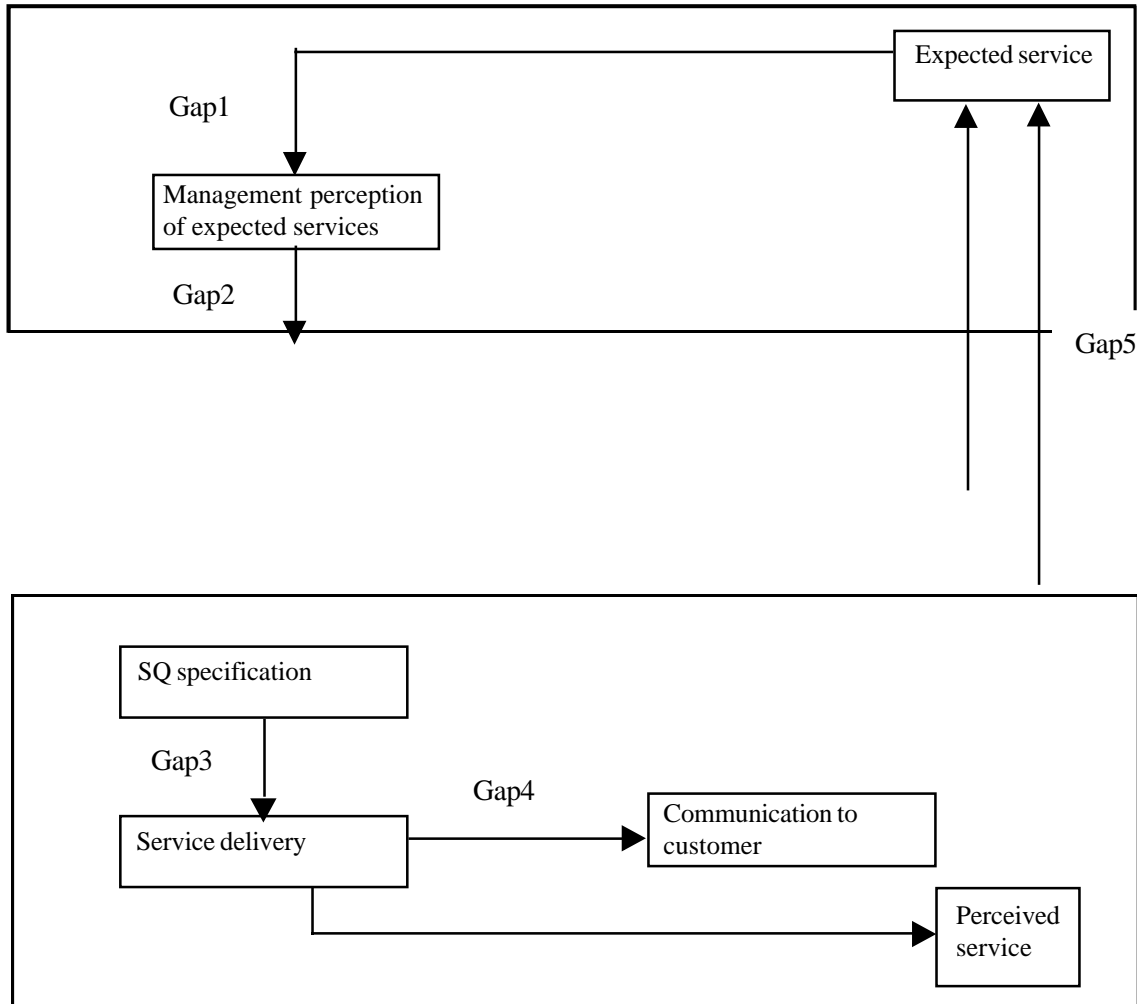 Expected service
Gap1
Management perception
of expected services
Gap2
Gap5
SQ specification
Gap3
Gap4
Communication to
customer
Service delivery
Perceived
service